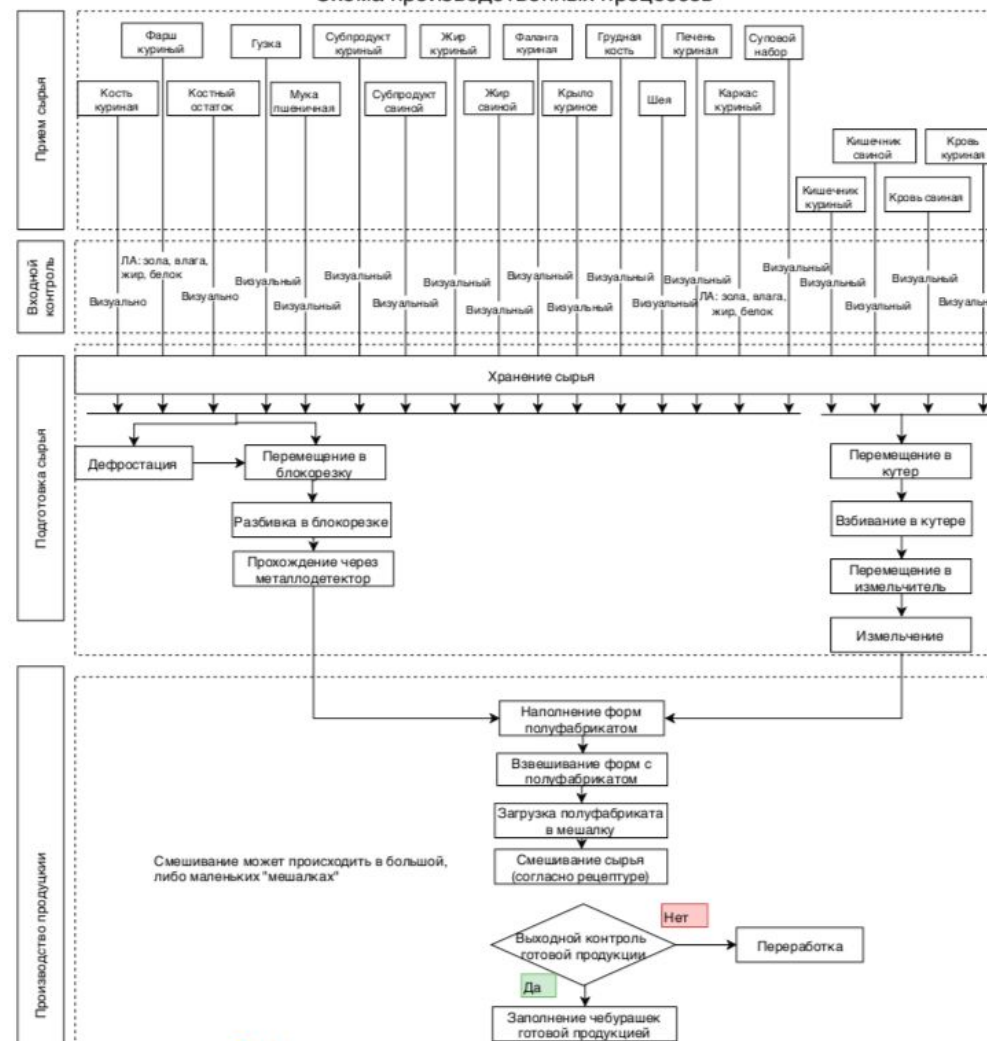 Схема производственных процессов
Прием сырья
Фарш
куриный
Гузка
Субпродукт
куриный
Жир
куриный
Фаланга
куриная
Грудная
кость
Печень
куриная
Суповой
набор
Кость
куриная
Костный
остаток
Мука
пшеничная
Субпродукт
свиной
Жир
свиной
Крыло
куриное
Шея
Каркас
куриный
Кишечник
свиной
Кровь
куриная
Кишечник
куриный
Кровь свиная
Входной
контроль
ЛА: зола, влага,
жир, белок
Визуальный
Визуальный
Визуальный
Визуальный
Визуальный
Визуальный
Визуальный
Визуальный
Визуальный
Визуально
Визуально
Визуальный
Визуальный
Визуальный
Визуальный
Визуальный
ЛА: зола, влага,
жир, белок
Визуальный
Визуальн
Подготовка сырья
Хранение сырья
Дефростация
Перемещение в
блокорезку
Разбивка в блокорезке
Прохождение через
металлодетектор
Перемещение в
кутер
Взбивание в кутере
Перемещение в
измельчитель
Измельчение
Производство продуцкии
Наполнение форм
полуфабрикатом
Взвешивание форм с
полуфабрикатом
Загрузка полуфабриката
в мешалку
Смешивание может происходить в большой,
либо маленьких "мешалках"
Смешивание сырья
(согласно рецептуре)
Нет
Выходной контроль
готовой продукции
Переработка
Да
Заполнение чебурашек
готовой продукцией